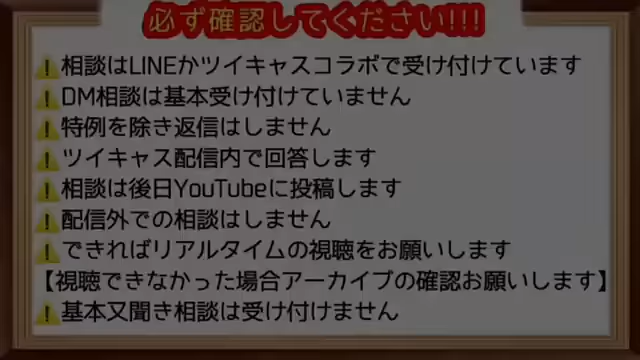 必ず確認してください!!!
⚠相談はLINEかツイキャスコラボで受け付けています
⚠DM相談は基本受け付けていません
⚠特例を除き返信はしません
⚠ツイキャス配信内で回答します
⚠相談は後日YouTubeに投稿します
⚠配信外での相談はしません
⚠できればリアルタイムの視聴をお願いします
【視聴できなかった場合アーカイブの確認お願いします】
⚠基本又聞き相談は受け付けません